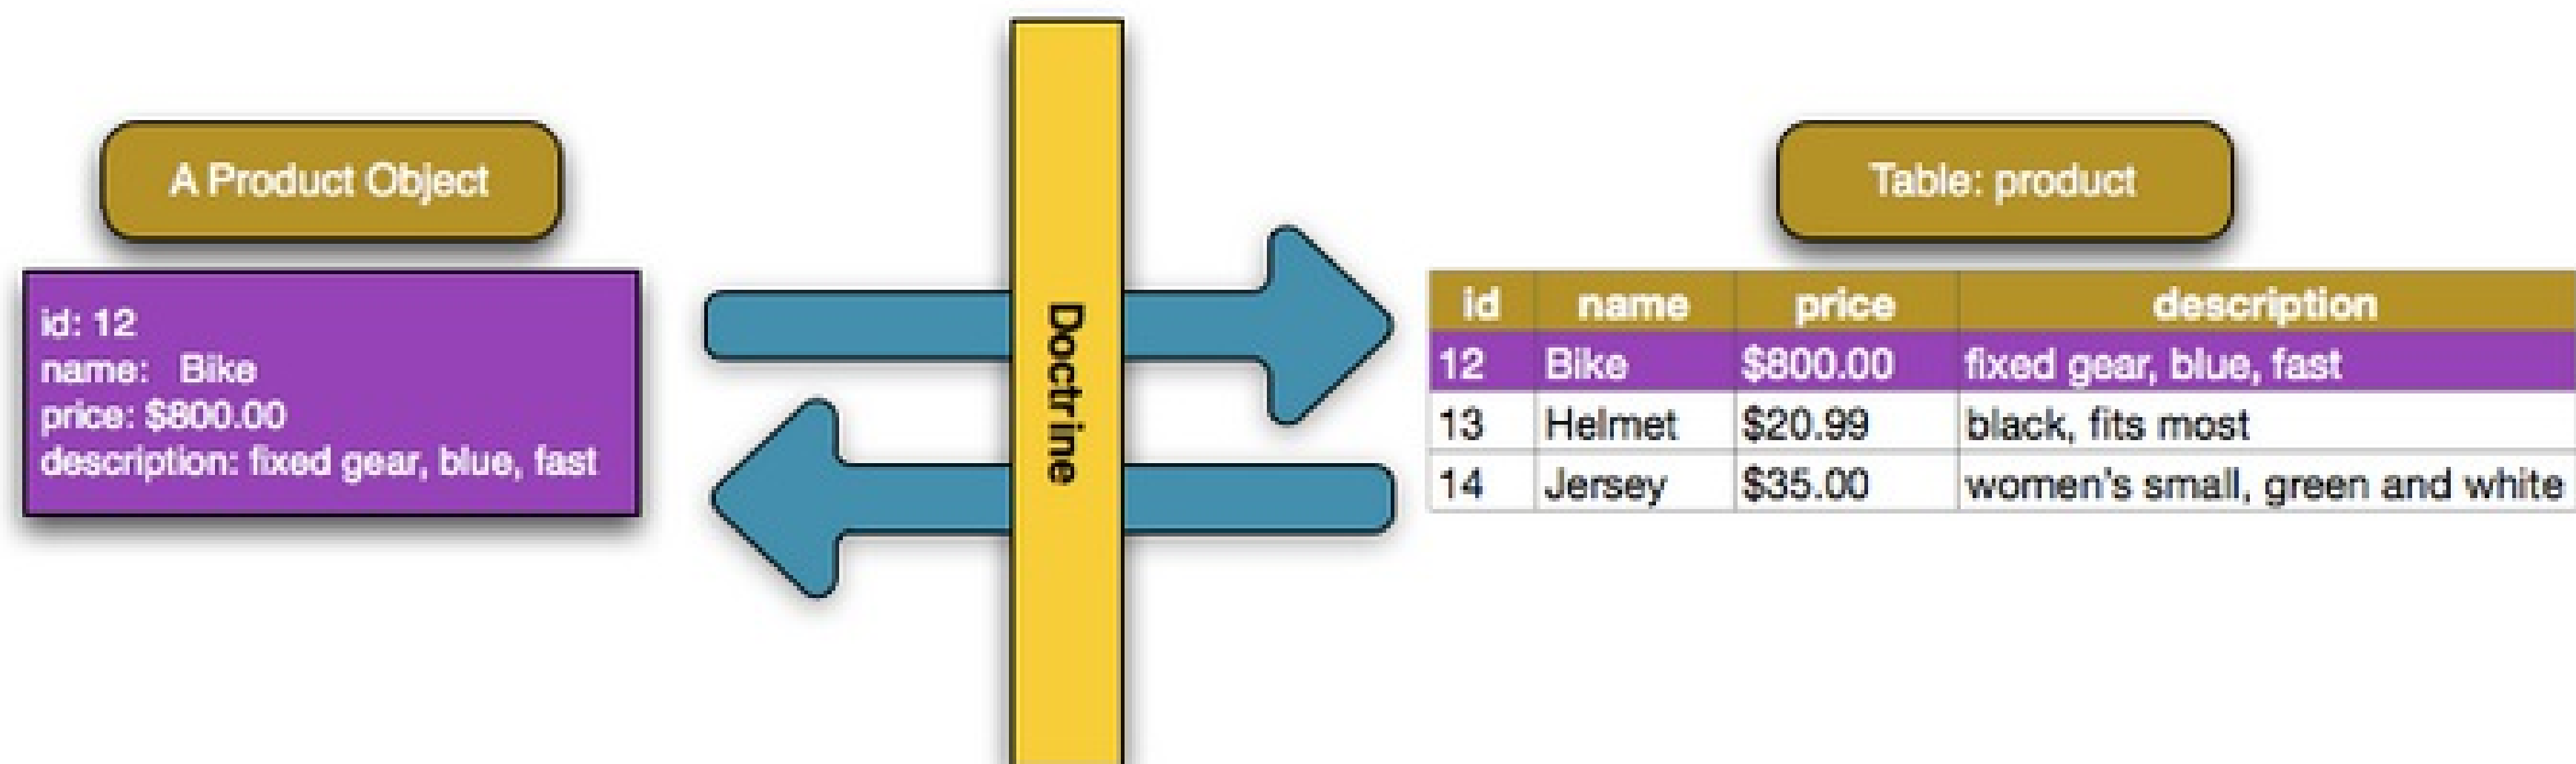 A Product Object
id: 12
name: Bike
price: $800.00
description: fixed gear, blue, fast
Doctrine
Table: product
id name price description
12 Bike $800.00 fixed gear, blue, fast
13 Helmet $20.99 black, fits most
14 Jersey $35.00 women's small, green and white